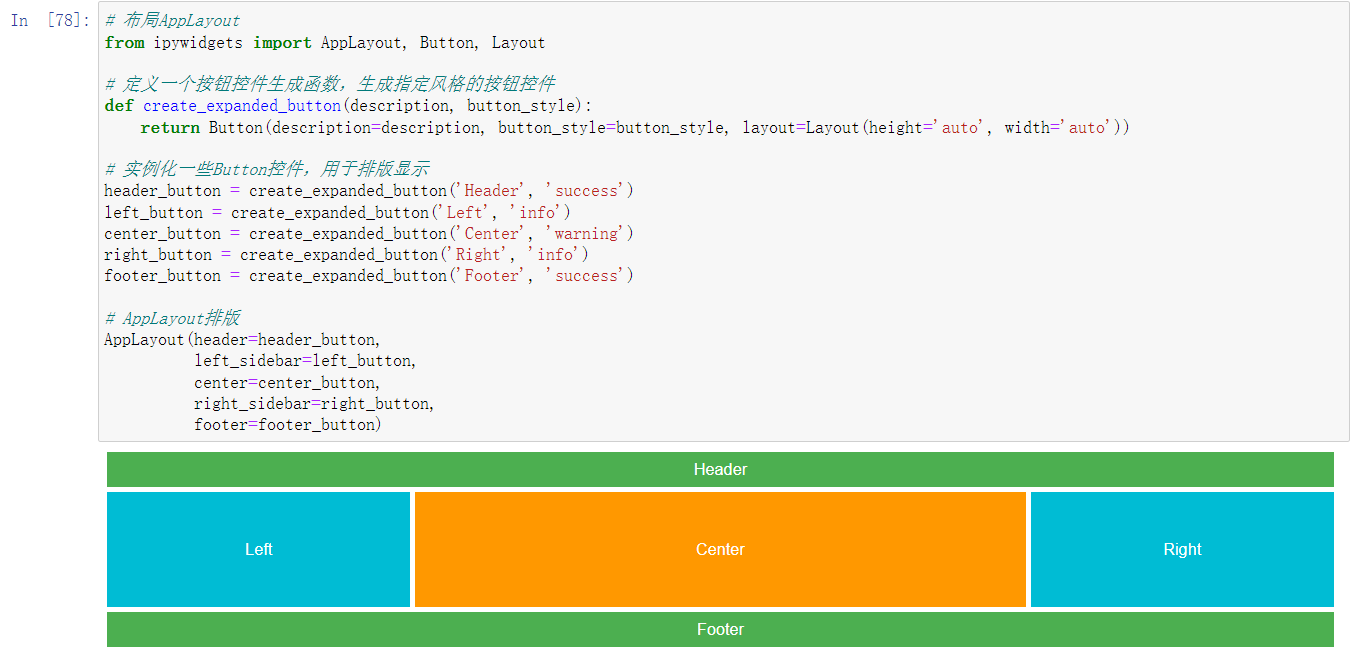 In [78]:
# 布局AppLayout
from ipywidgets import AppLayout, Button, Layout
# 定义一个按钮控件生成函数，生成指定风格的按钮控件
def create_expanded_button(description, button_style):
    return Button(description=description, button_style=button_style, layout=Layout(height='auto', width='auto'))
# 实例化一些Button控件，用于排版显示
header_button = create_expanded_button('Header', 'success')
left_button = create_expanded_button('Left', 'info')
center_button = create_expanded_button('Center', 'warning')
right_button = create_expanded_button('Right', 'info')
footer_button = create_expanded_button('Footer', 'success')
# AppLayout排版
AppLayout(header=header_button,
          left_sidebar=left_button,
          center=center_button,
          right_sidebar=right_button,
          footer=footer_button)
Header
Left
Center
Right
Footer